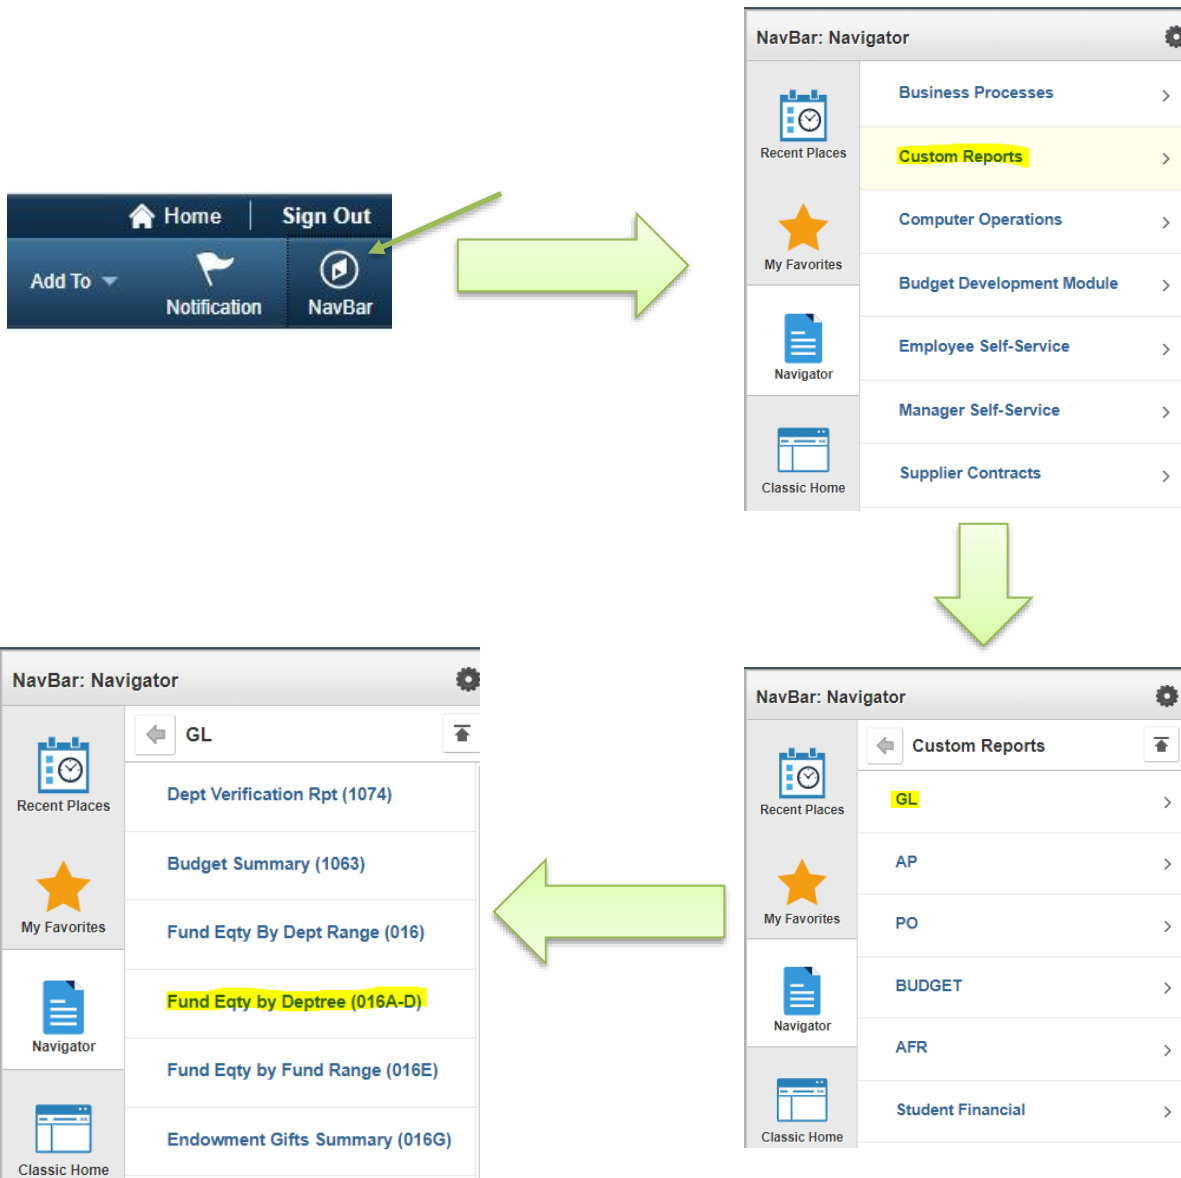 Home
Sign Out
Add To
Notification
NavBar
NavBar: Navigator
Recent Places
My Favorites
Navigator
Classic Home
Business Processes
Custom Reports
Computer Operations
Budget Development Module
Employee Self-Service
Manager Self-Service
Supplier Contracts
NavBar: Navigator
Recent Places
My Favorites
Navigator
Classic Home
Custom Reports
GL
AP
PO
BUDGET
AFR
Student Financial
NavBar: Navigator
Recent Places
My Favorites
Navigator
Classic Home
GL
Dept Verification Rpt (1074)
Budget Summary (1063)
Fund Eqty By Dept Range (016)
Fund Eqty by Deptree (016A-D)
Fund Eqty by Fund Range (016E)
Endowment Gifts Summary (016G)